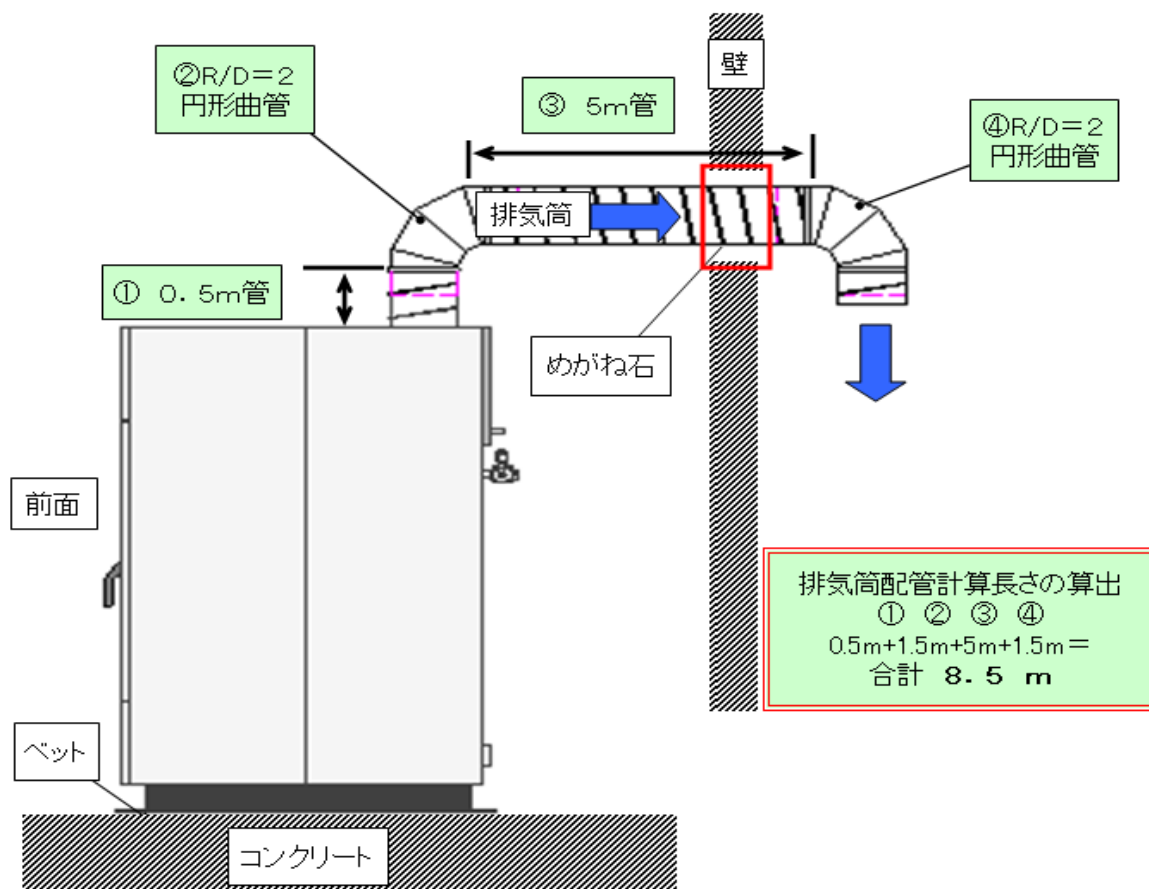 ②R/D=2
円形曲管
③ 5m管
壁
④R/D=2
円形曲管
排気筒
① 0.5m管
めがね石
前面
排気筒配管計算長さの算出
① ② ③ ④
0.5m+1.5m+5m+1.5m=
合計 8.5 m
ベット
コンクリート